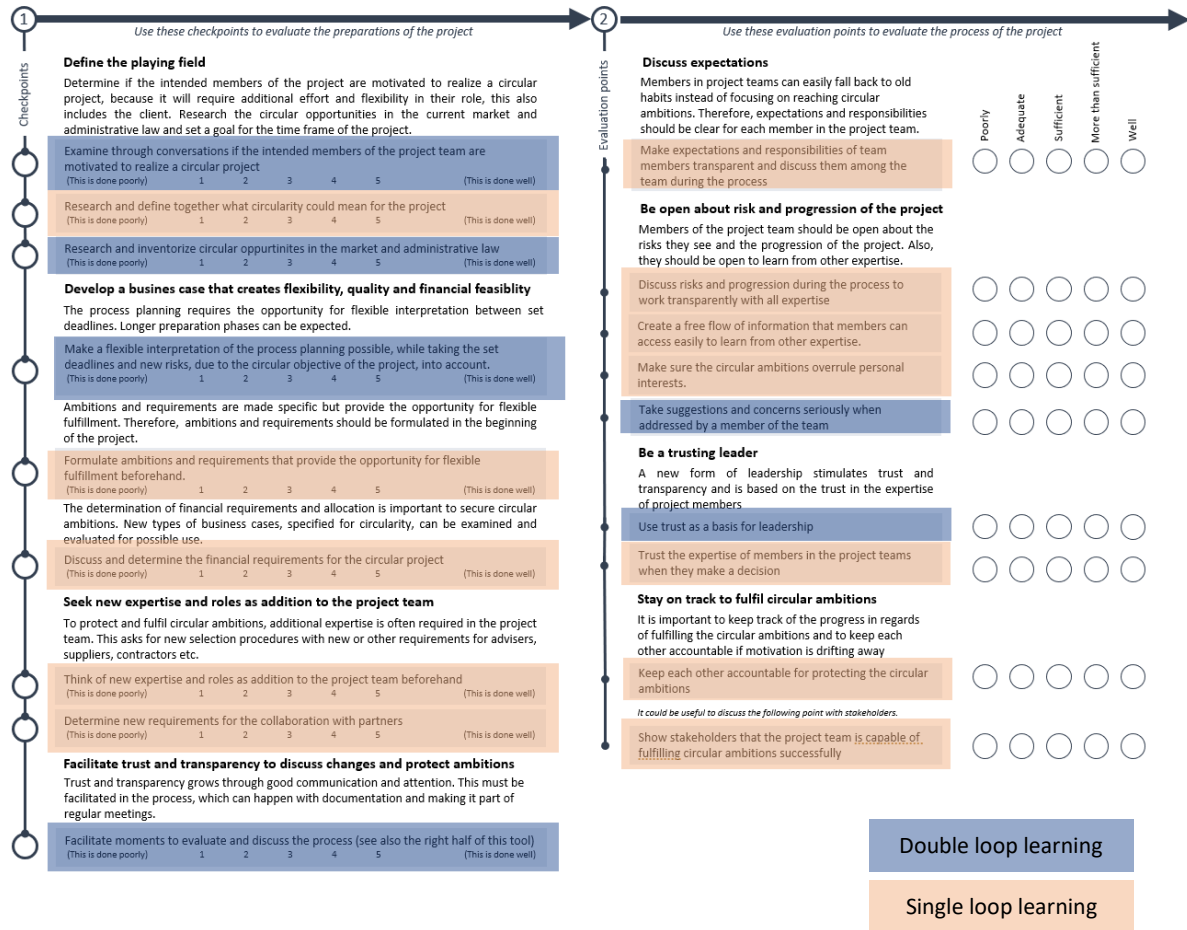 1
Use these checkpoints to evaluate the preparations of the project
Checkpoints
Define the playing field
Determine if the intended members of the project are motivated to realize a circular
project, because it will require additional effort and flexibility in their role, this also
includes the client. Research the circular opportunities in the current market and
administrative law and set a goal for the time frame of the project.
Examine through conversations if the intended members of the project team are
motivated to realize a circular project
(This is done poorly) 1 2 3 4 5 (This is done well)
Research and define together what circularity could mean for the project
(This is done poorly) 1 2 3 4 5 (This is done well)
Research and inventorize circular oppurtinites in the market and administrative law
(This is done poorly) 1 2 3 4 5 (This is done well)
Develop a busines case that creates flexibility, quality and financial feasiblity
The process planning requires the opportunity for flexible interpretation between set
deadlines. Longer preparation phases can be expected.
Make a flexible interpretation of the process planning possible, while taking the set
deadlines and new risks, due to the circular objective of the project, into account.
(This is done poorly) 1 2 3 4 5 (This is done well)
Ambitions and requirements are made specific but provide the opportunity for flexible
fulfillment. Therefore, ambitions and requirements should be formulated in the beginning
of the project.
Formulate ambitions and requirements that provide the opportunity for flexible
fulfillment beforehand.
(This is done poorly) 1 2 3 4 5 (This is done well)
The determination of financial requirements and allocation is important to secure circular
ambitions. New types of business cases, specified for circularity, can be examined and
evaluated for possible use.
Discuss and determine the financial requirements for the circular project
(This is done poorly) 1 2 3 4 5 (This is done well)
Seek new expertise and roles as addition to the project team
To protect and fulfil circular ambitions, additional expertise is often required in the project
team. This asks for new selection procedures with new or other requirements for advisers,
suppliers, contractors etc.
Think of new expertise and roles as addition to the project team beforehand
(This is done poorly) 1 2 3 4 5 (This is done well)
Determine new requirements for the collaboration with partners
(This is done poorly) 1 2 3 4 5 (This is done well)
Facilitate trust and transparency to discuss changes and protect ambitions
Trust and transparency grows through good communication and attention. This must be
facilitated in the process, which can happen with documentation and making it part of
regular meetings.
Facilitate moments to evaluate and discuss the process (see also the right half of this tool)
(This is done poorly) 1 2 3 4 5 (This is done well)
2
Use these evaluation points to evaluate the process of the project
Evaluation points
Poorly
Adequate
Sufficient
More than sufficient
Well
Discuss expectations
Members in project teams can easily fall back to old
habits instead of focusing on reaching circular
ambitions. Therefore, expectations and responsibilities
should be clear for each member in the project team.
Make expectations and responsibilities of team
members transparent and discuss them among the
team during the process
Be open about risk and progression of the project
Members of the project team should be open about the
risks they see and the progression of the project. Also,
they should be open to learn from other expertise.
Discuss risks and progression during the process to
work transparently with all expertise
Create a free flow of information that members can
access easily to learn from other expertise.
Make sure the circular ambitions overrule personal
interests.
Take suggestions and concerns seriously when
addressed by a member of the team
Be a trusting leader
A new form of leadership stimulates trust and
transparency and is based on the trust in the expertise
of project members
Use trust as a basis for leadership
Trust the expertise of members in the project teams
when they make a decision
Stay on track to fulfil circular ambitions
It is important to keep track of the progress in regards
of fulfilling the circular ambitions and to keep each
other accountable if motivation is drifting away
Keep each other accountable for protecting the circular
ambitions
It could be useful to discuss the following point with stakeholders.
Show stakeholders that the project team is capable of
fulfilling circular ambitions successfully
Double loop learning
Single loop learning